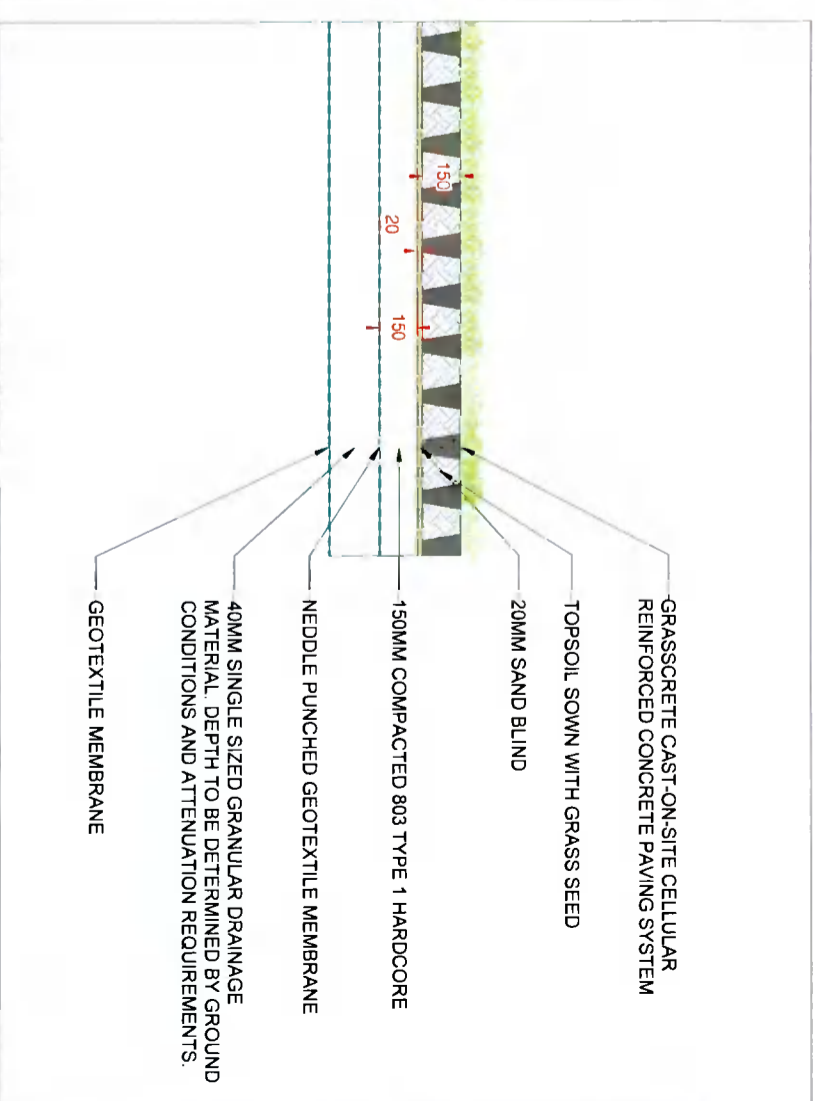 GRASSCRETE CAST-ON-SITE CELLULAR
REINFORCED CONCRETE PAVING SYSTEM
TOPSOIL SOWN WITH GRASS SEED
20MM SAND BLIND
150MM COMPACTED 803 TYPE 1 HARDCORE
NEDDLE PUNCHED GEOTEXTILE MEMBRANE
40MM SINGLE SIZED GRANULAR DRAINAGE
MATERIAL. DEPTH TO BE DETERMINED BY GROUND
CONDITIONS AND ATTENUATION REQUIREMENTS.
GEOTEXTILE MEMBRANE
150
20
150